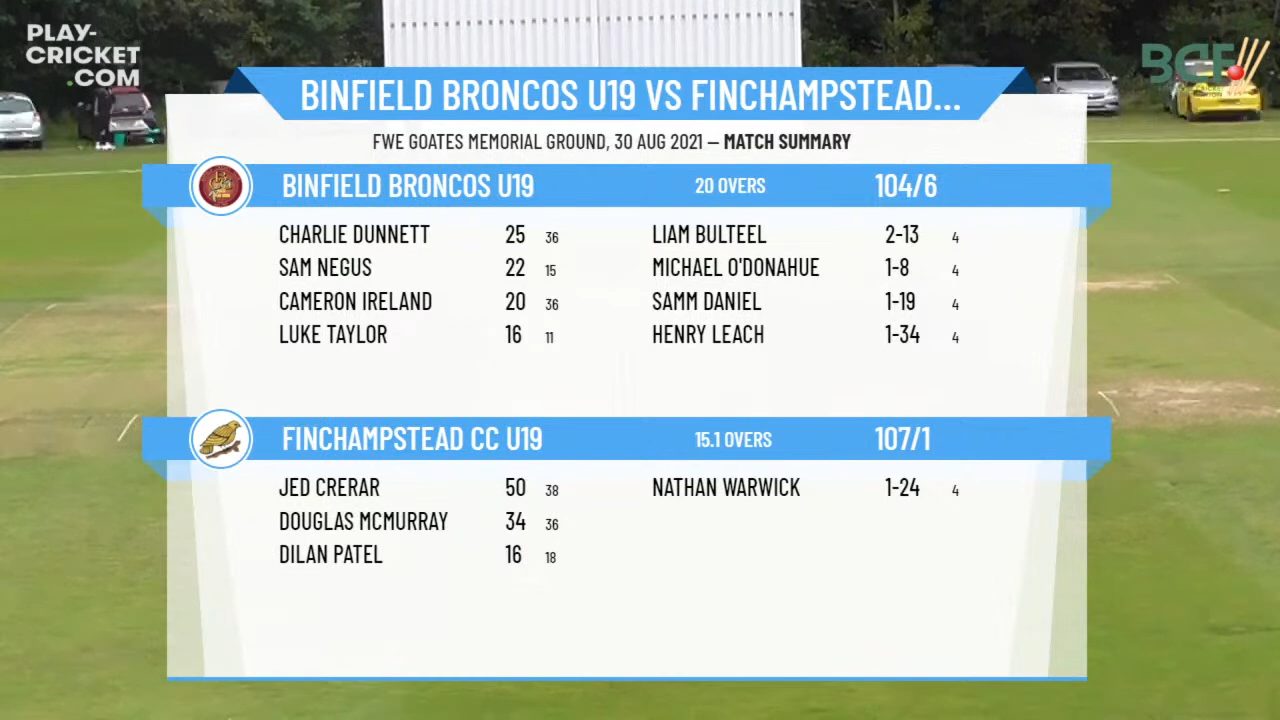 PLAY-
CRICKET
.COM
BCF
BINFIELD BRONCOS U19 VS FINCHAMPSTEAD...
FWE GOATES MEMORIAL GROUND, 30 AUG 2021 – MATCH SUMMARY
BINFIELD BRONCOS U19 20 OVERS 104/6
CHARLIE DUNNETT 25 36 LIAM BULTEEL 2-13 4
SAM NEGUS 22 15 MICHAEL O'DONAHUE 1-8 4
CAMERON IRELAND 20 36 SAMM DANIEL 1-19 4
LUKE TAYLOR 16 11 HENRY LEACH 1-34 4
FINCHAMPSTEAD CC U19 15.1 OVERS 107/1
JED CRERAR 50 38 NATHAN WARWICK 1-24 4
DOUGLAS MCMURRAY 34 36
DILAN PATEL 16 18